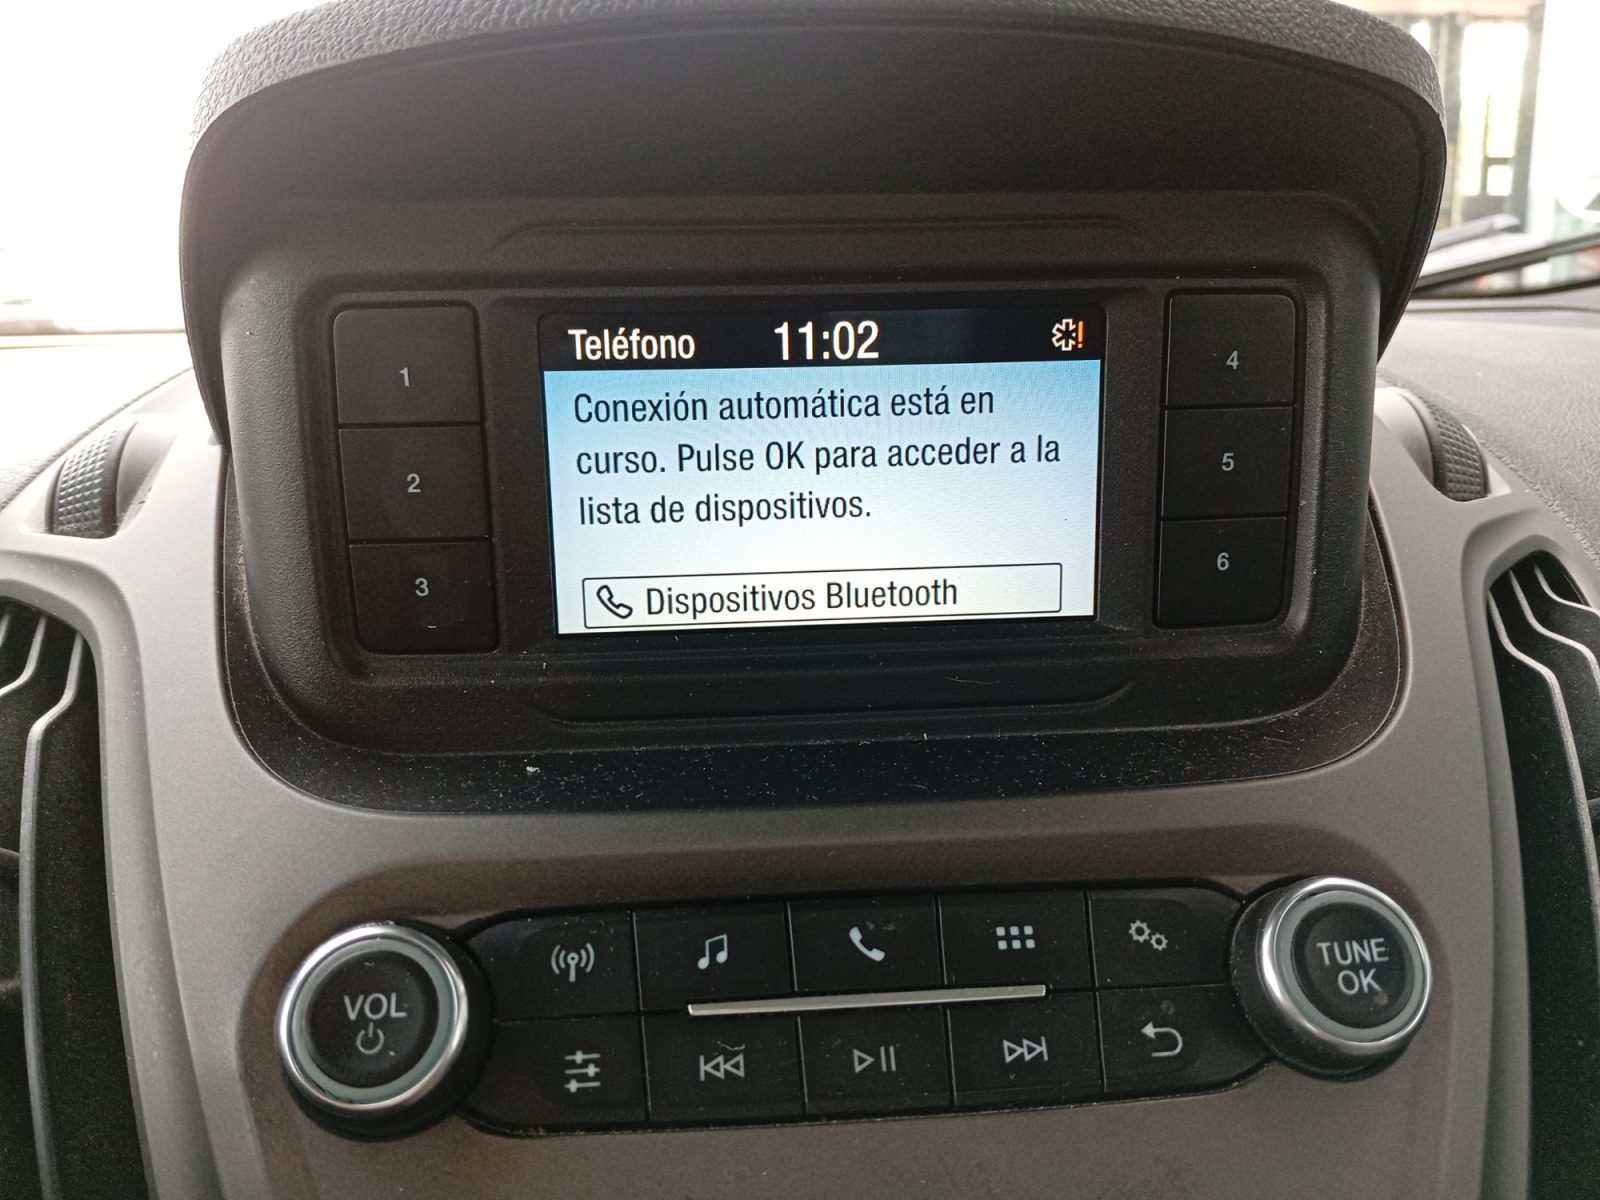 Teléfono 11:02
Conexión automática está en
curso. Pulse OK para acceder a la
lista de dispositivos.
Dispositivos Bluetooth
1
2
3
4
5
6
VOL
TUNE
OK